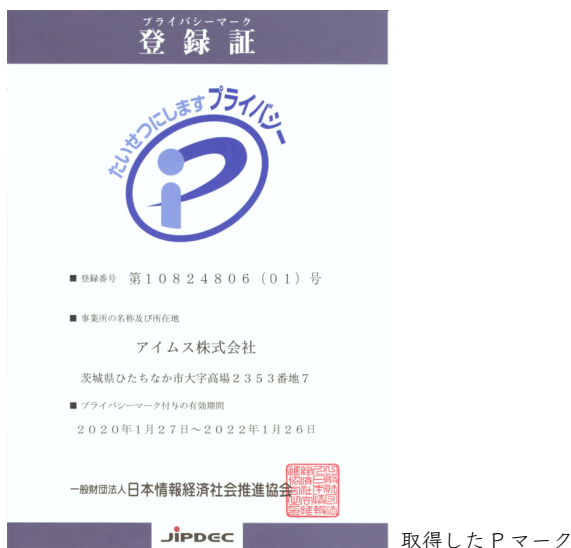 プライバシーマーク
登録証
たいせつにしますプライバシー
■ 登録番号 第１０８２４８０６（０１）号
■ 事業所の名称及び所在地
アイムス株式会社
茨城県ひたちなか市大字高場２３５３番地７
■ プライバシーマーク付与の有効期間
２０２０年１月２７日～２０２２年１月２６日
一般財団法人日本情報経済社会推進協会
JIPDEC
取得したＰマーク